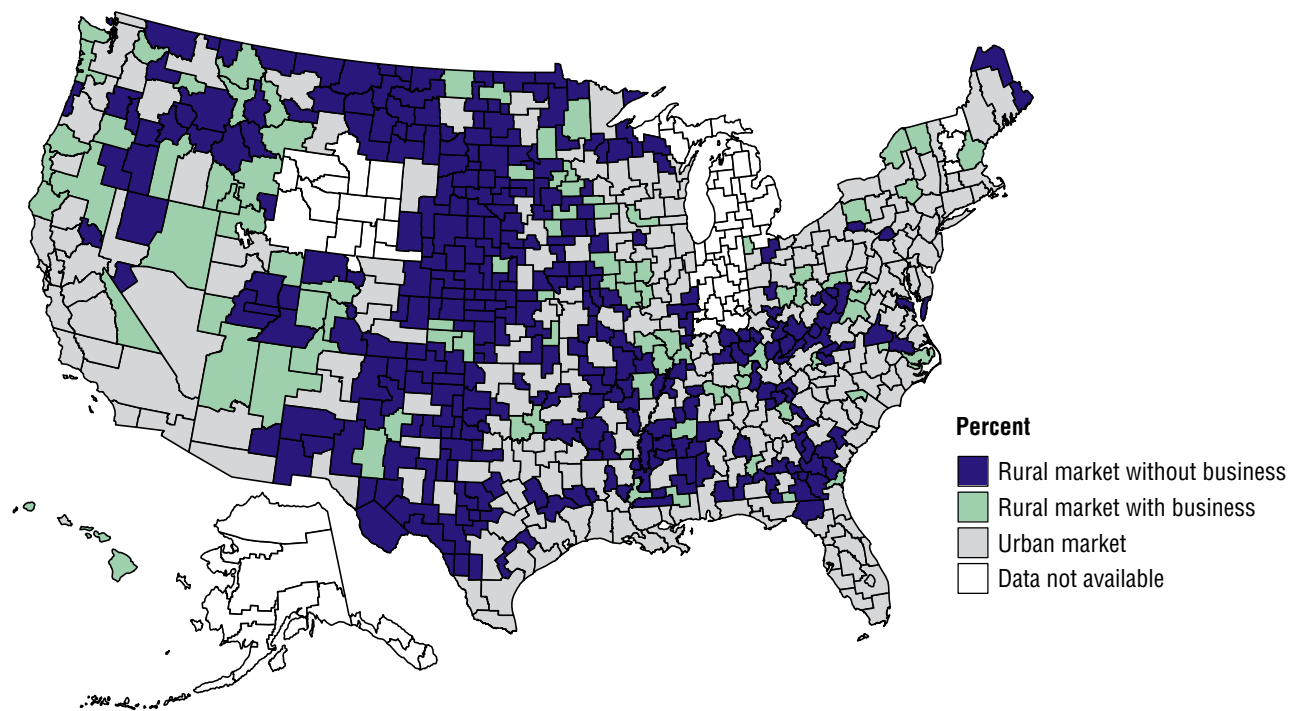 Percent
Rural market without business
Rural market with business
Urban market
Data not available